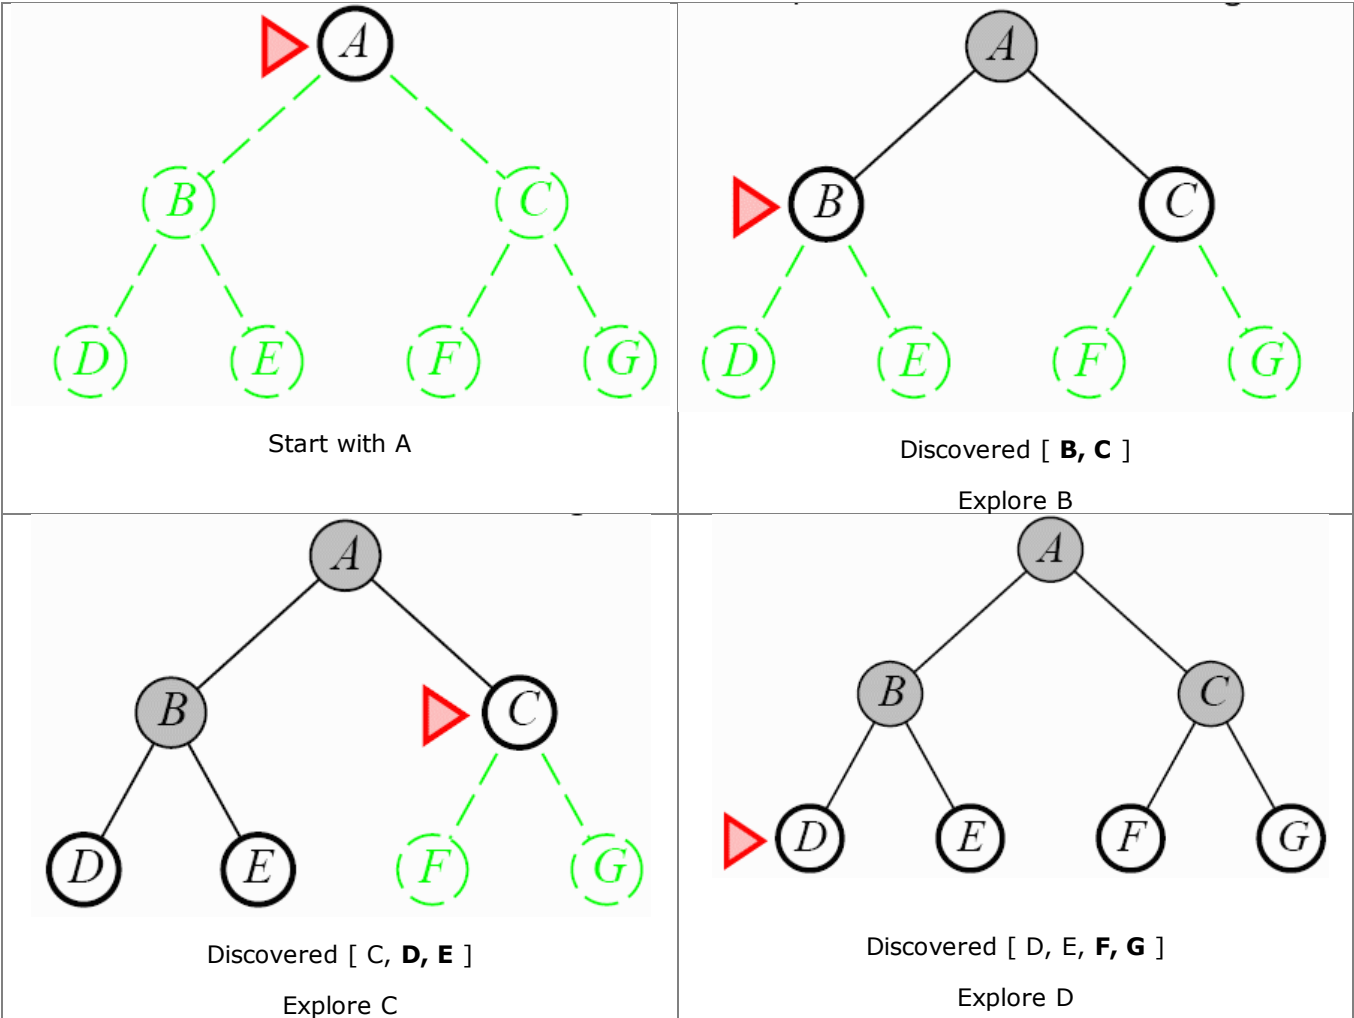 A
B C
D E F G
Start with A
A
B C
D E F G
Discovered [ B, C ]
Explore B
A
B C
D E F G
Discovered [ C, D, E ]
Explore C
A
B C
D E F G
Discovered [ D, E, F, G ]
Explore D